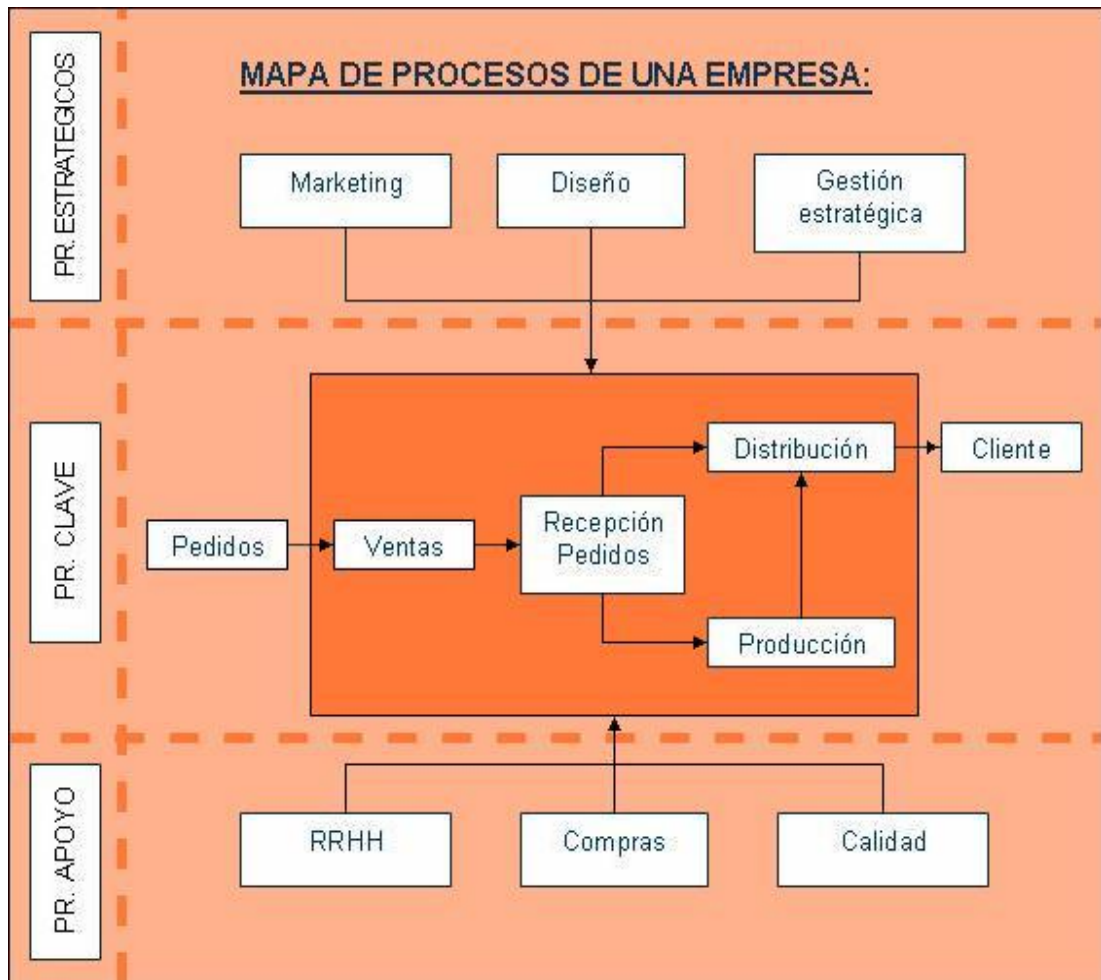 MAPA DE PROCESOS DE UNA EMPRESA:
PR.ESTRATEGICOS
Marketing
Diseño
Gestión
estratégica
PR. CLAVE
Pedidos
Ventas
Recepción
Pedidos
Distribución
Cliente
Producción
PR. APOYO
RRHH
Compras
Calidad